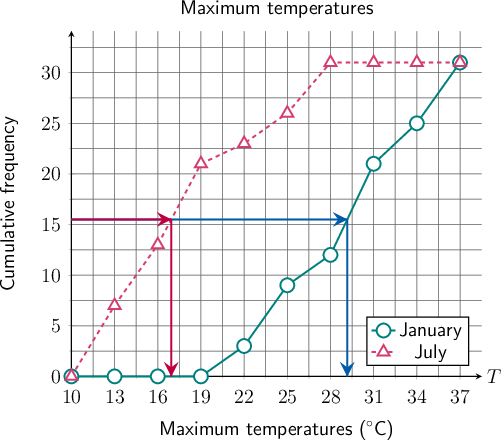 Maximum temperatures
Cumulative frequency
30
25
20
15
10
5
0
10 13 16 19 22 25 28 31 34 37
T
January
July
Maximum temperatures (°C)